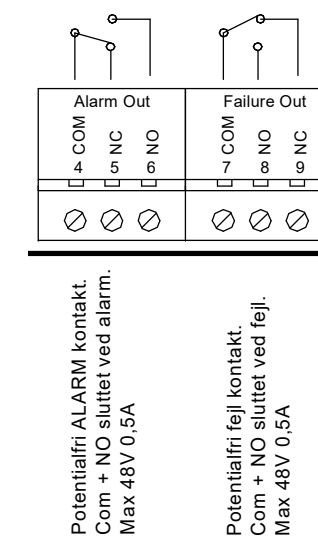 Alarm Out
Failure Out
COM
NC
NO
COM
NO
NC
4
5
6
7
8
9
Potentialfri ALARM kontakt.
Com + NO sluttet ved alarm.
Max 48V 0,5A
Potentialfri fejl kontakt.
Com + NO sluttet ved fejl.
Max 48V 0,5A